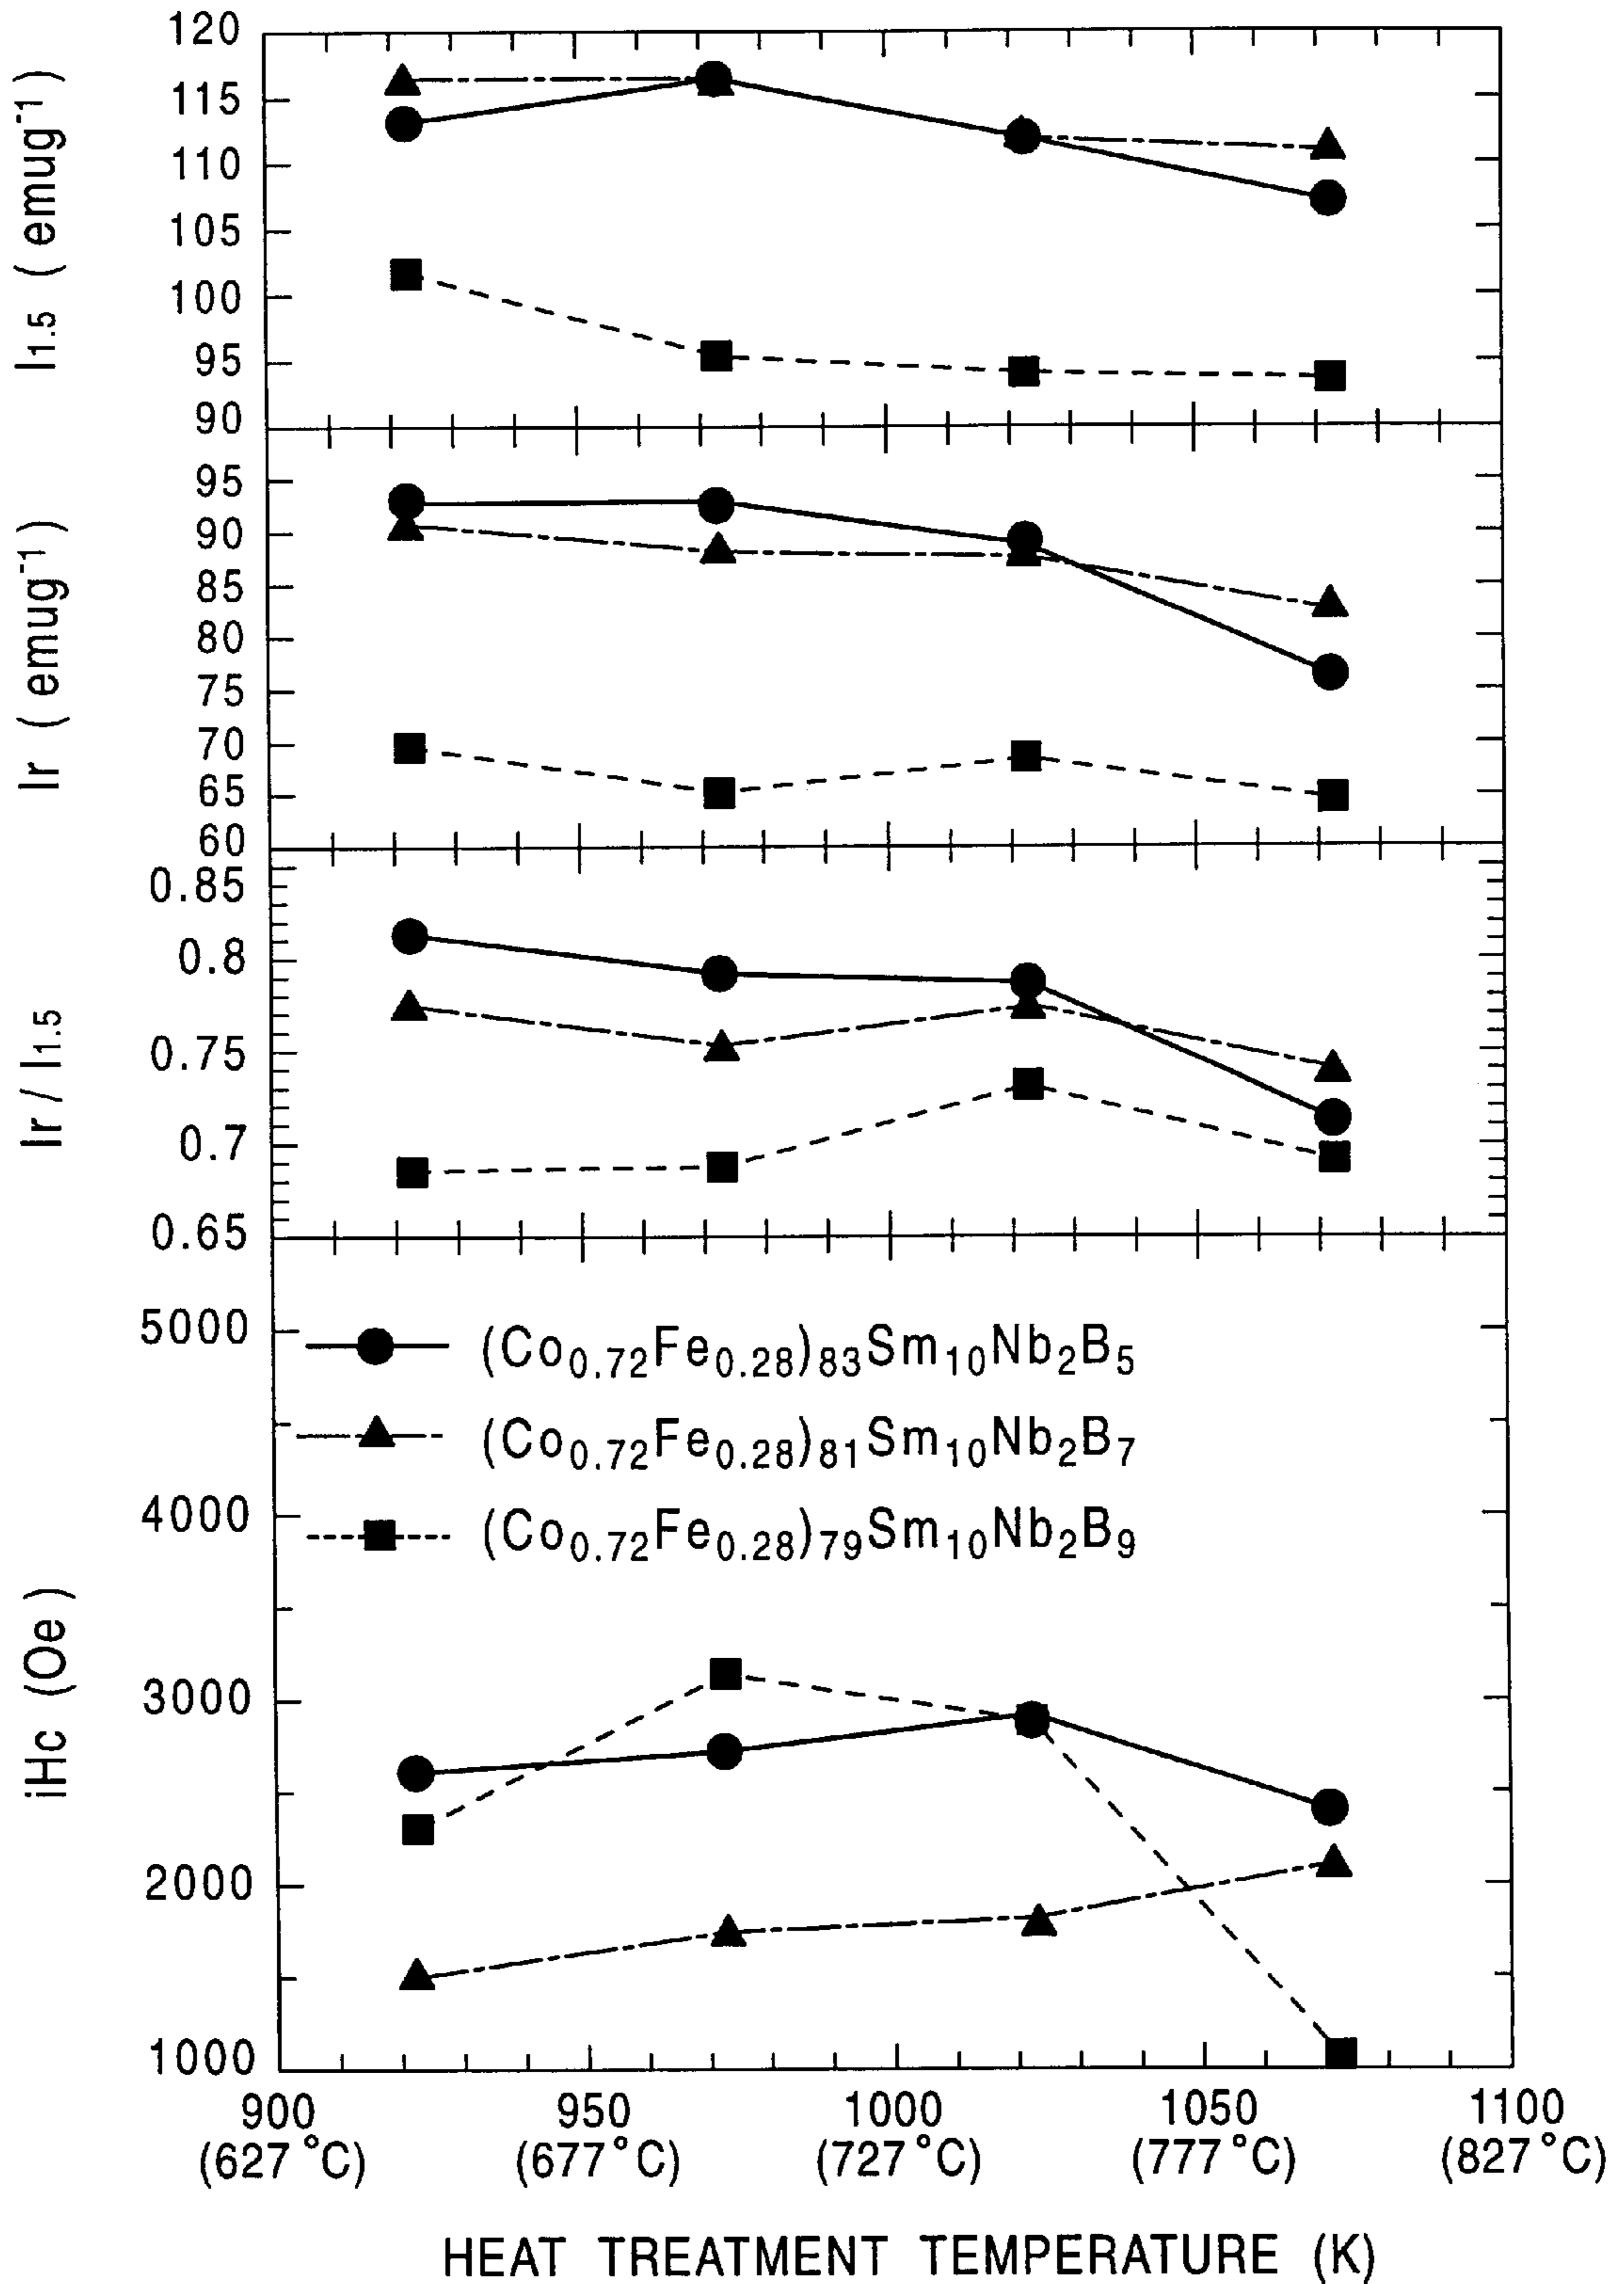 I1.5 ( emug-1)
120
115
110
105
100
95
90
Ir ( emug-1)
95
90
85
80
75
70
65
60
Ir / I1.5
0.85
0.8
0.75
0.7
0.65
iHc (Oe)
5000
4000
3000
2000
1000
(Co0.72Fe0.28)83Sm10Nb2B5
(Co0.72Fe0.28)81Sm10Nb2B7
(Co0.72Fe0.28)79Sm10Nb2B9
900 950 1000 1050 1100
(627°C) (677°C) (727°C) (777°C) (827°C)
HEAT TREATMENT TEMPERATURE (K)